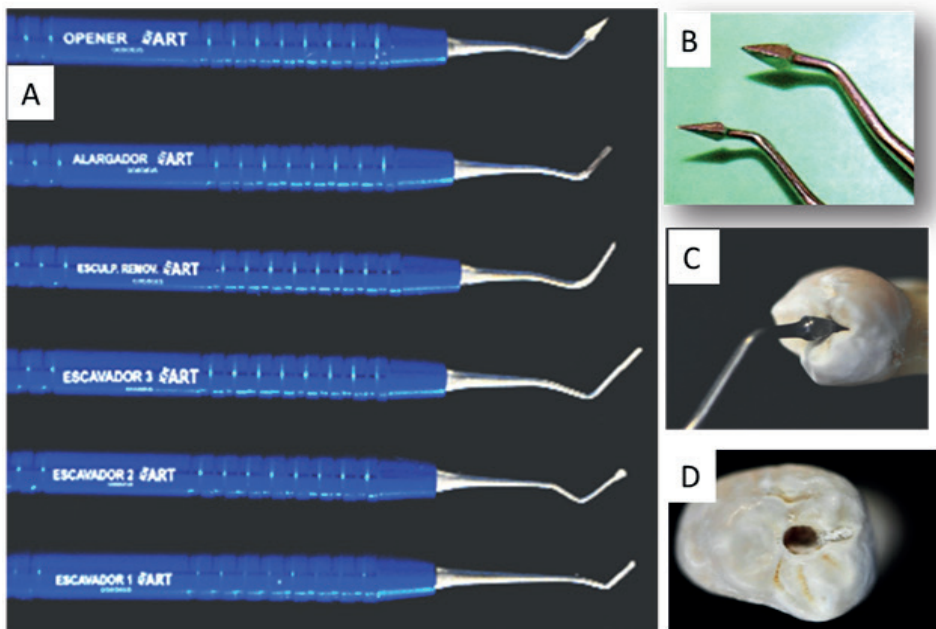 A
OPENER ART
ALARGADOR ART
ESCULP. REMOV. ART
ESCAVADOR 3 ART
ESCAVADOR 2 ART
ESCAVADOR 1 ART
B
C
D